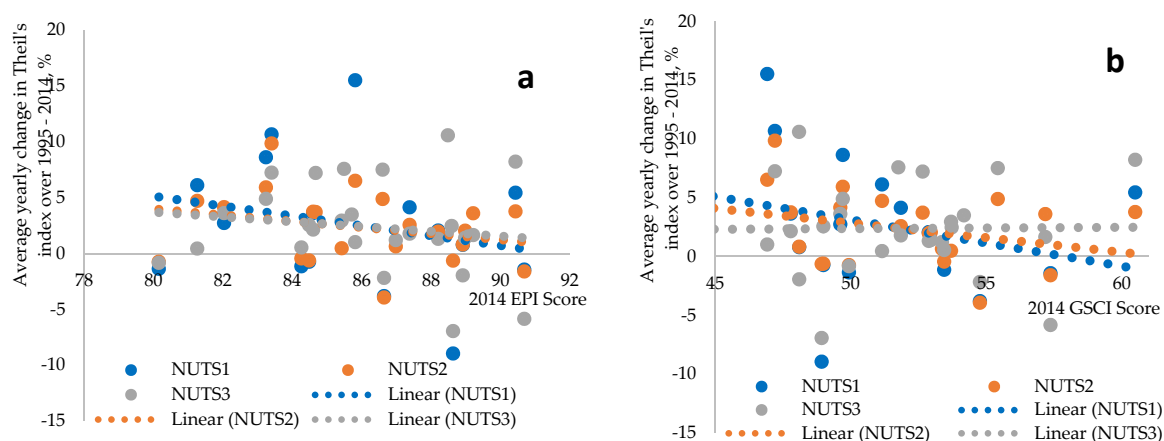 Average yearly change in Theil's
index over 1995 - 2014, %
20
15
10
5
0
-5
-10
-15
78
80
82
84
86
88
90
92
2014 EPI Score
a
NUTS1
NUTS2
NUTS3
Linear (NUTS1)
Linear (NUTS2)
Linear (NUTS3)
Average yearly change in Theil's
index over 1995 - 2014, %
20
15
10
5
0
-5
-10
-15
45
50
55
60
2014 GSCI Score
b
NUTS1
NUTS2
NUTS3
Linear (NUTS1)
Linear (NUTS2)
Linear (NUTS3)